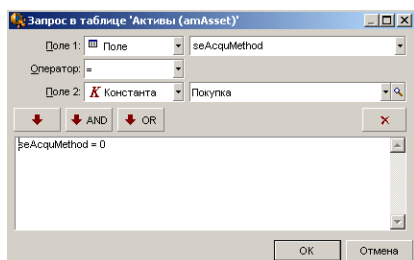 Запрос в таблице 'Активы (amAsset)'
Поле 1: Поле seAcquMethod
Оператор: =
Поле 2: K Константа Покупка
AND OR
seAcquMethod = 0
OK Отмена